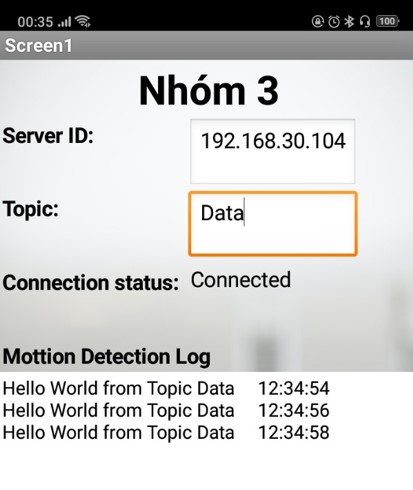 00:35 100
Screen1
Nhóm 3
Server ID: 192.168.30.104
Topic: Data
Connection status: Connected
Mottion Detection Log
Hello World from Topic Data 12:34:54
Hello World from Topic Data 12:34:56
Hello World from Topic Data 12:34:58